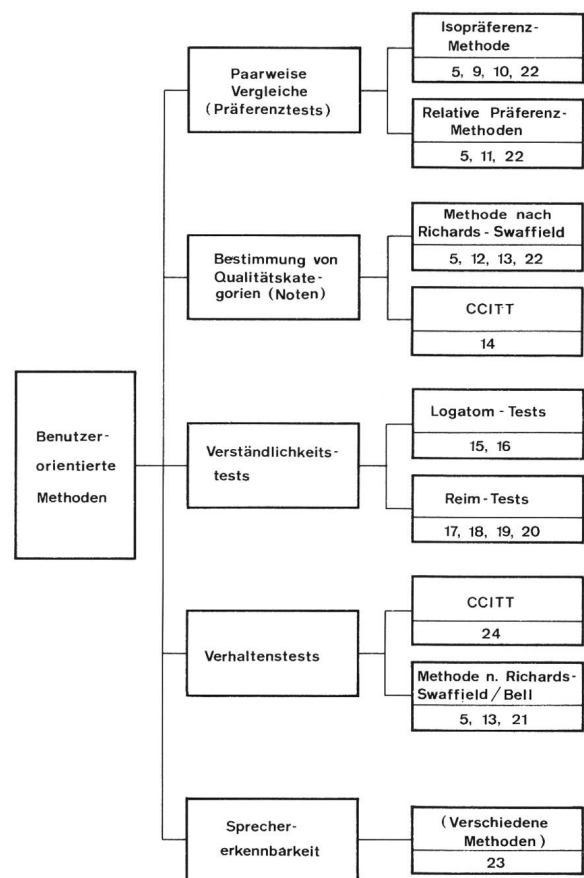 Benutzer-
orientierte
Methoden
Paarweise
Vergleiche
(Präferenztests)
Isopräferenz-
Methode
5, 9, 10, 22
Relative Präferenz-
Methoden
5, 11, 22
Bestimmung von
Qualitätskate-
gorien (Noten)
Methode nach
Richards - Swaffield
5, 12, 13, 22
CCITT
14
Verständlichkeits-
tests
Logatom - Tests
15, 16
Reim - Tests
17, 18, 19, 20
Verhaltenstests
CCITT
24
Methode n. Richards-
Swaffield / Bell
5, 13, 21
Sprecher-
erkennbarkeit
(Verschiedene
Methoden)
23